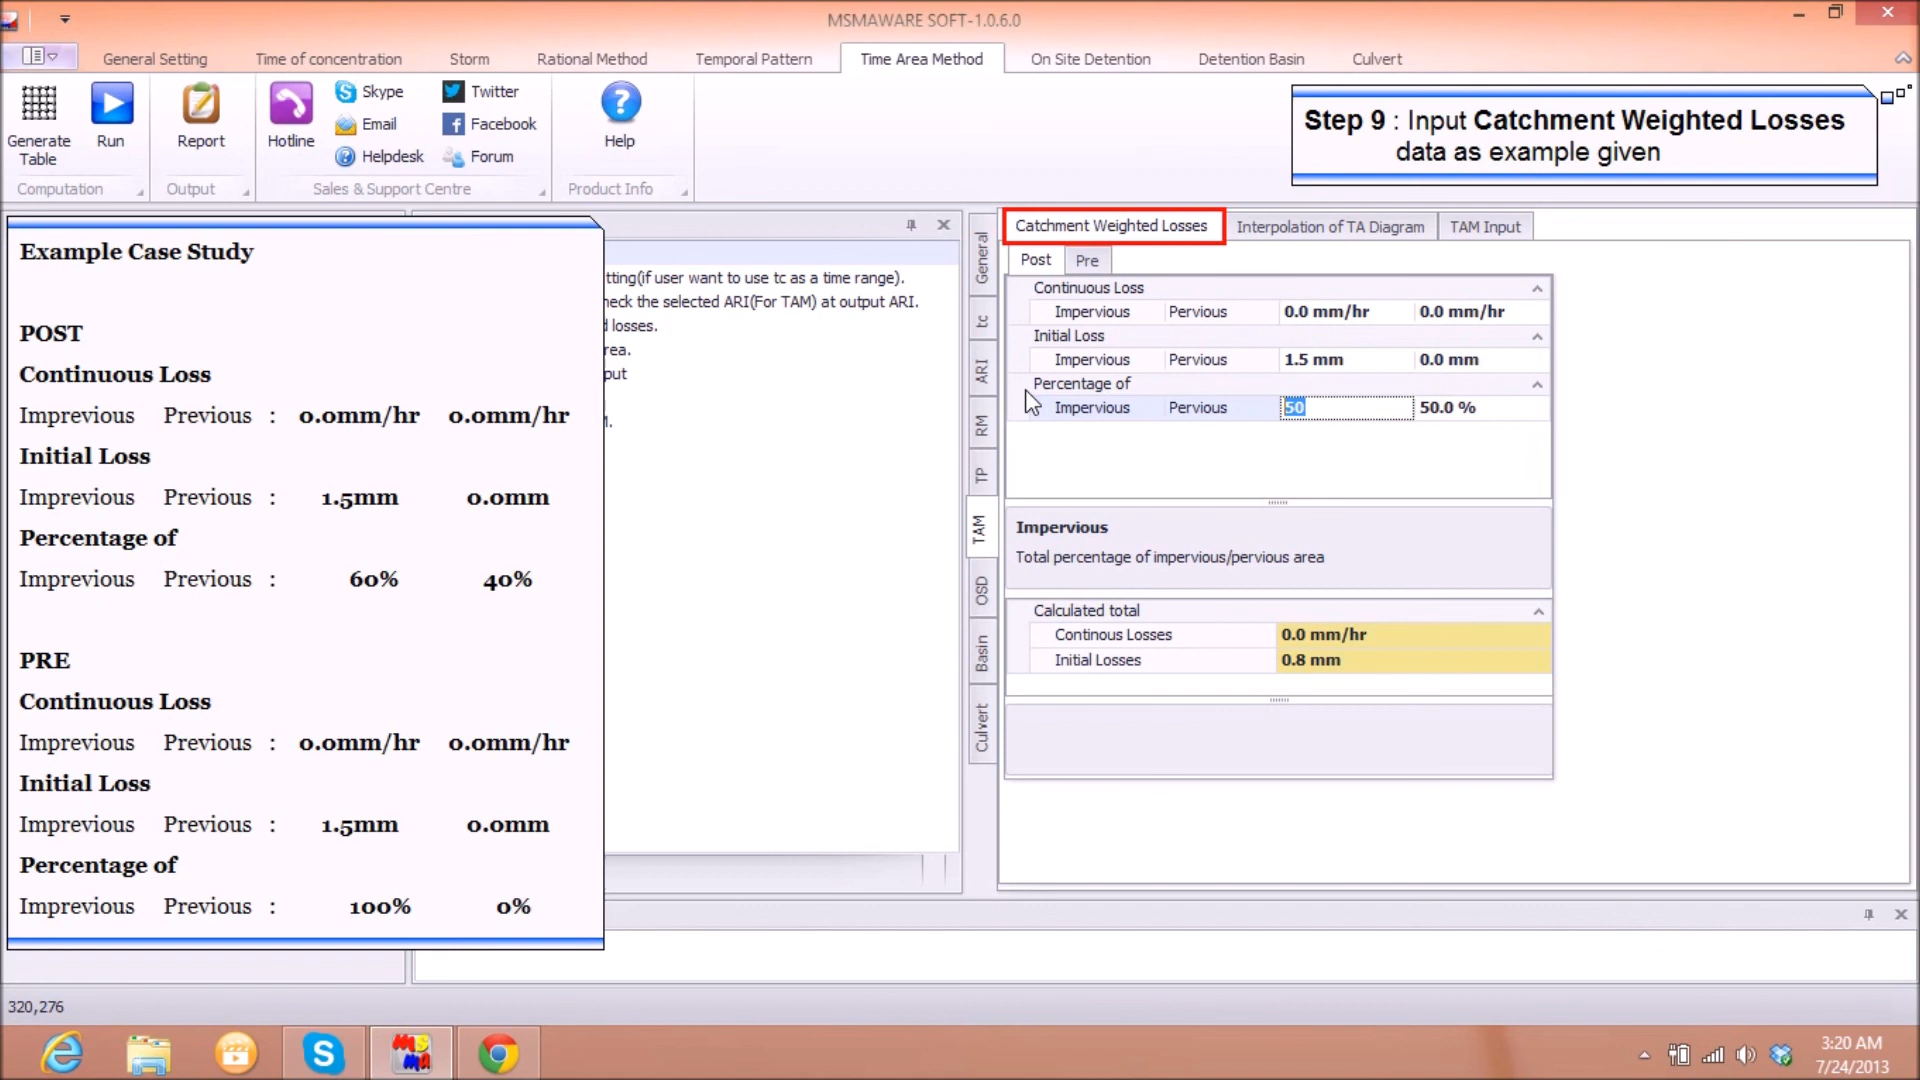 MSMAWARE SOFT-1.0.6.0
General Setting
Time of concentration
Storm
Rational Method
Temporal Pattern
Time Area Method
On Site Detention
Detention Basin
Culvert
Generate
Table
Run
Report
Hotline
Skype
Email
Helpdesk
Twitter
Facebook
Forum
Help
Computation
Output
Sales & Support Centre
Product Info
Step 9 : Input Catchment Weighted Losses
data as example given
Example Case Study
POST
Continuous Loss
Imprevious Previous : 0.0mm/hr 0.0mm/hr
Initial Loss
Imprevious Previous : 1.5mm 0.0mm
Percentage of
Imprevious Previous : 60% 40%
PRE
Continuous Loss
Imprevious Previous : 0.0mm/hr 0.0mm/hr
Initial Loss
Imprevious Previous : 1.5mm 0.0mm
Percentage of
Imprevious Previous : 100% 0%
tting(if user want to use tc as a time range).
heck the selected ARI(For TAM) at output ARI.
losses.
rea.
put
General
tc
ARI
RM
TP
TAM
OSD
Basin
Culvert
Catchment Weighted Losses
Interpolation of TA Diagram
TAM Input
Post
Pre
Continuous Loss
Impervious Pervious 0.0 mm/hr 0.0 mm/hr
Initial Loss
Impervious Pervious 1.5 mm 0.0 mm
Percentage of
Impervious Pervious 50 50.0 %
Impervious
Total percentage of impervious/pervious area
Calculated total
Continous Losses 0.0 mm/hr
Initial Losses 0.8 mm
320,276
MS
MA
3:20 AM
7/24/2013